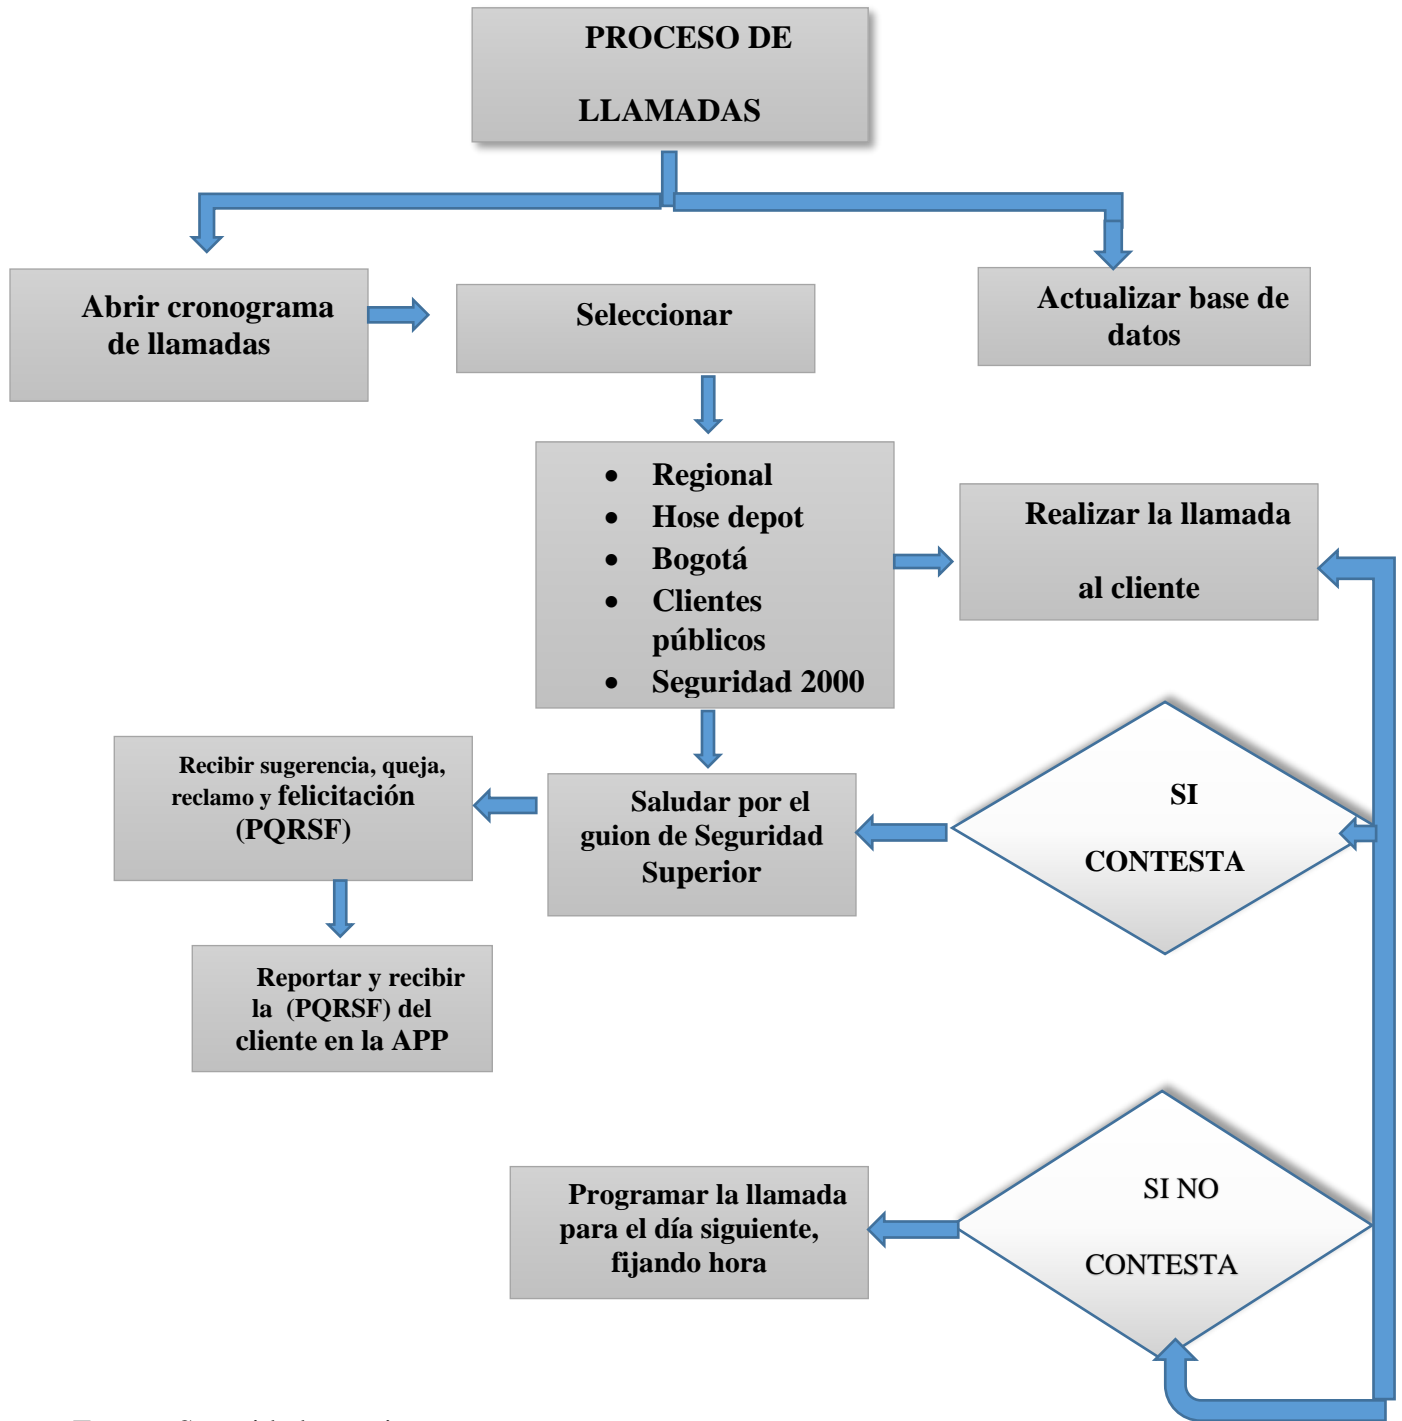 PROCESO DE
LLAMADAS
Abrir cronograma
de llamadas
Seleccionar
Actualizar base de
datos
• Regional
• Hose depot
• Bogotá
• Clientes
públicos
• Seguridad 2000
Realizar la llamada
al cliente
SI
CONTESTA
Saludar por el
guion de Seguridad
Superior
Recibir sugerencia, queja,
reclamo y felicitación
(PQRSF)
Reportar y recibir
la (PQRSF) del
cliente en la APP
SI NO
CONTESTA
Programar la llamada
para el día siguiente,
fijando hora